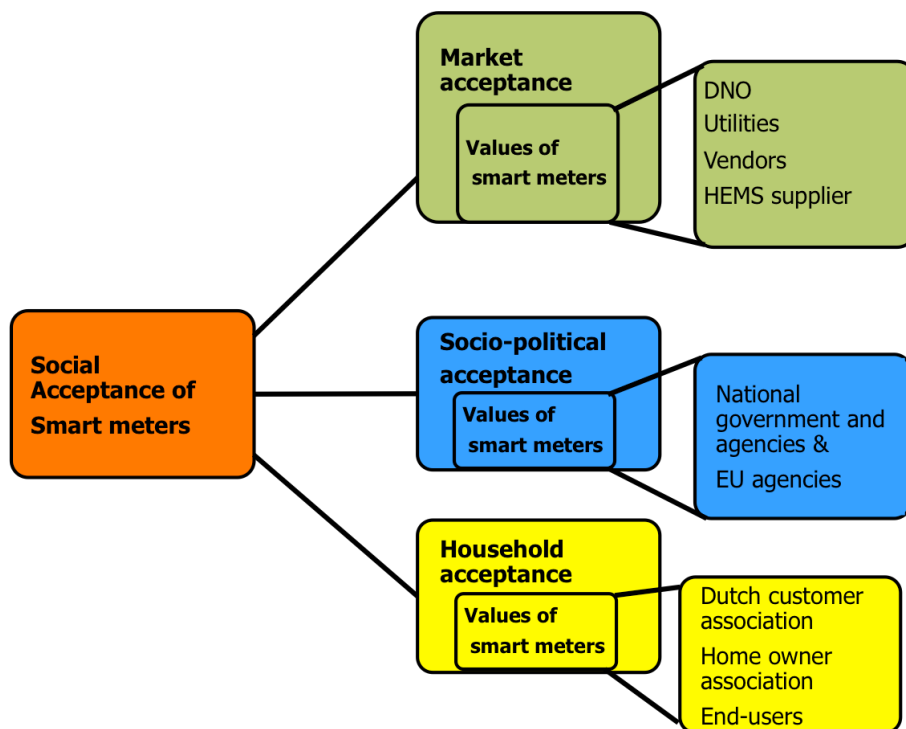 Market
acceptance
Values of
smart meters
DNO
Utilities
Vendors
HEMS supplier
Social
Acceptance of
Smart meters
Socio-political
acceptance
Values of
smart meters
National
government and
agencies &
EU agencies
Household
acceptance
Values of
smart meters
Dutch customer
association
Home owner
association
End-users